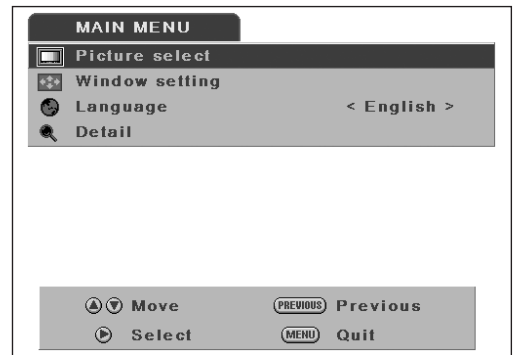 MAIN MENU
Picture select
Window setting
Language < English >
Detail
Move PREVIOUS Previous
Select MENU Quit